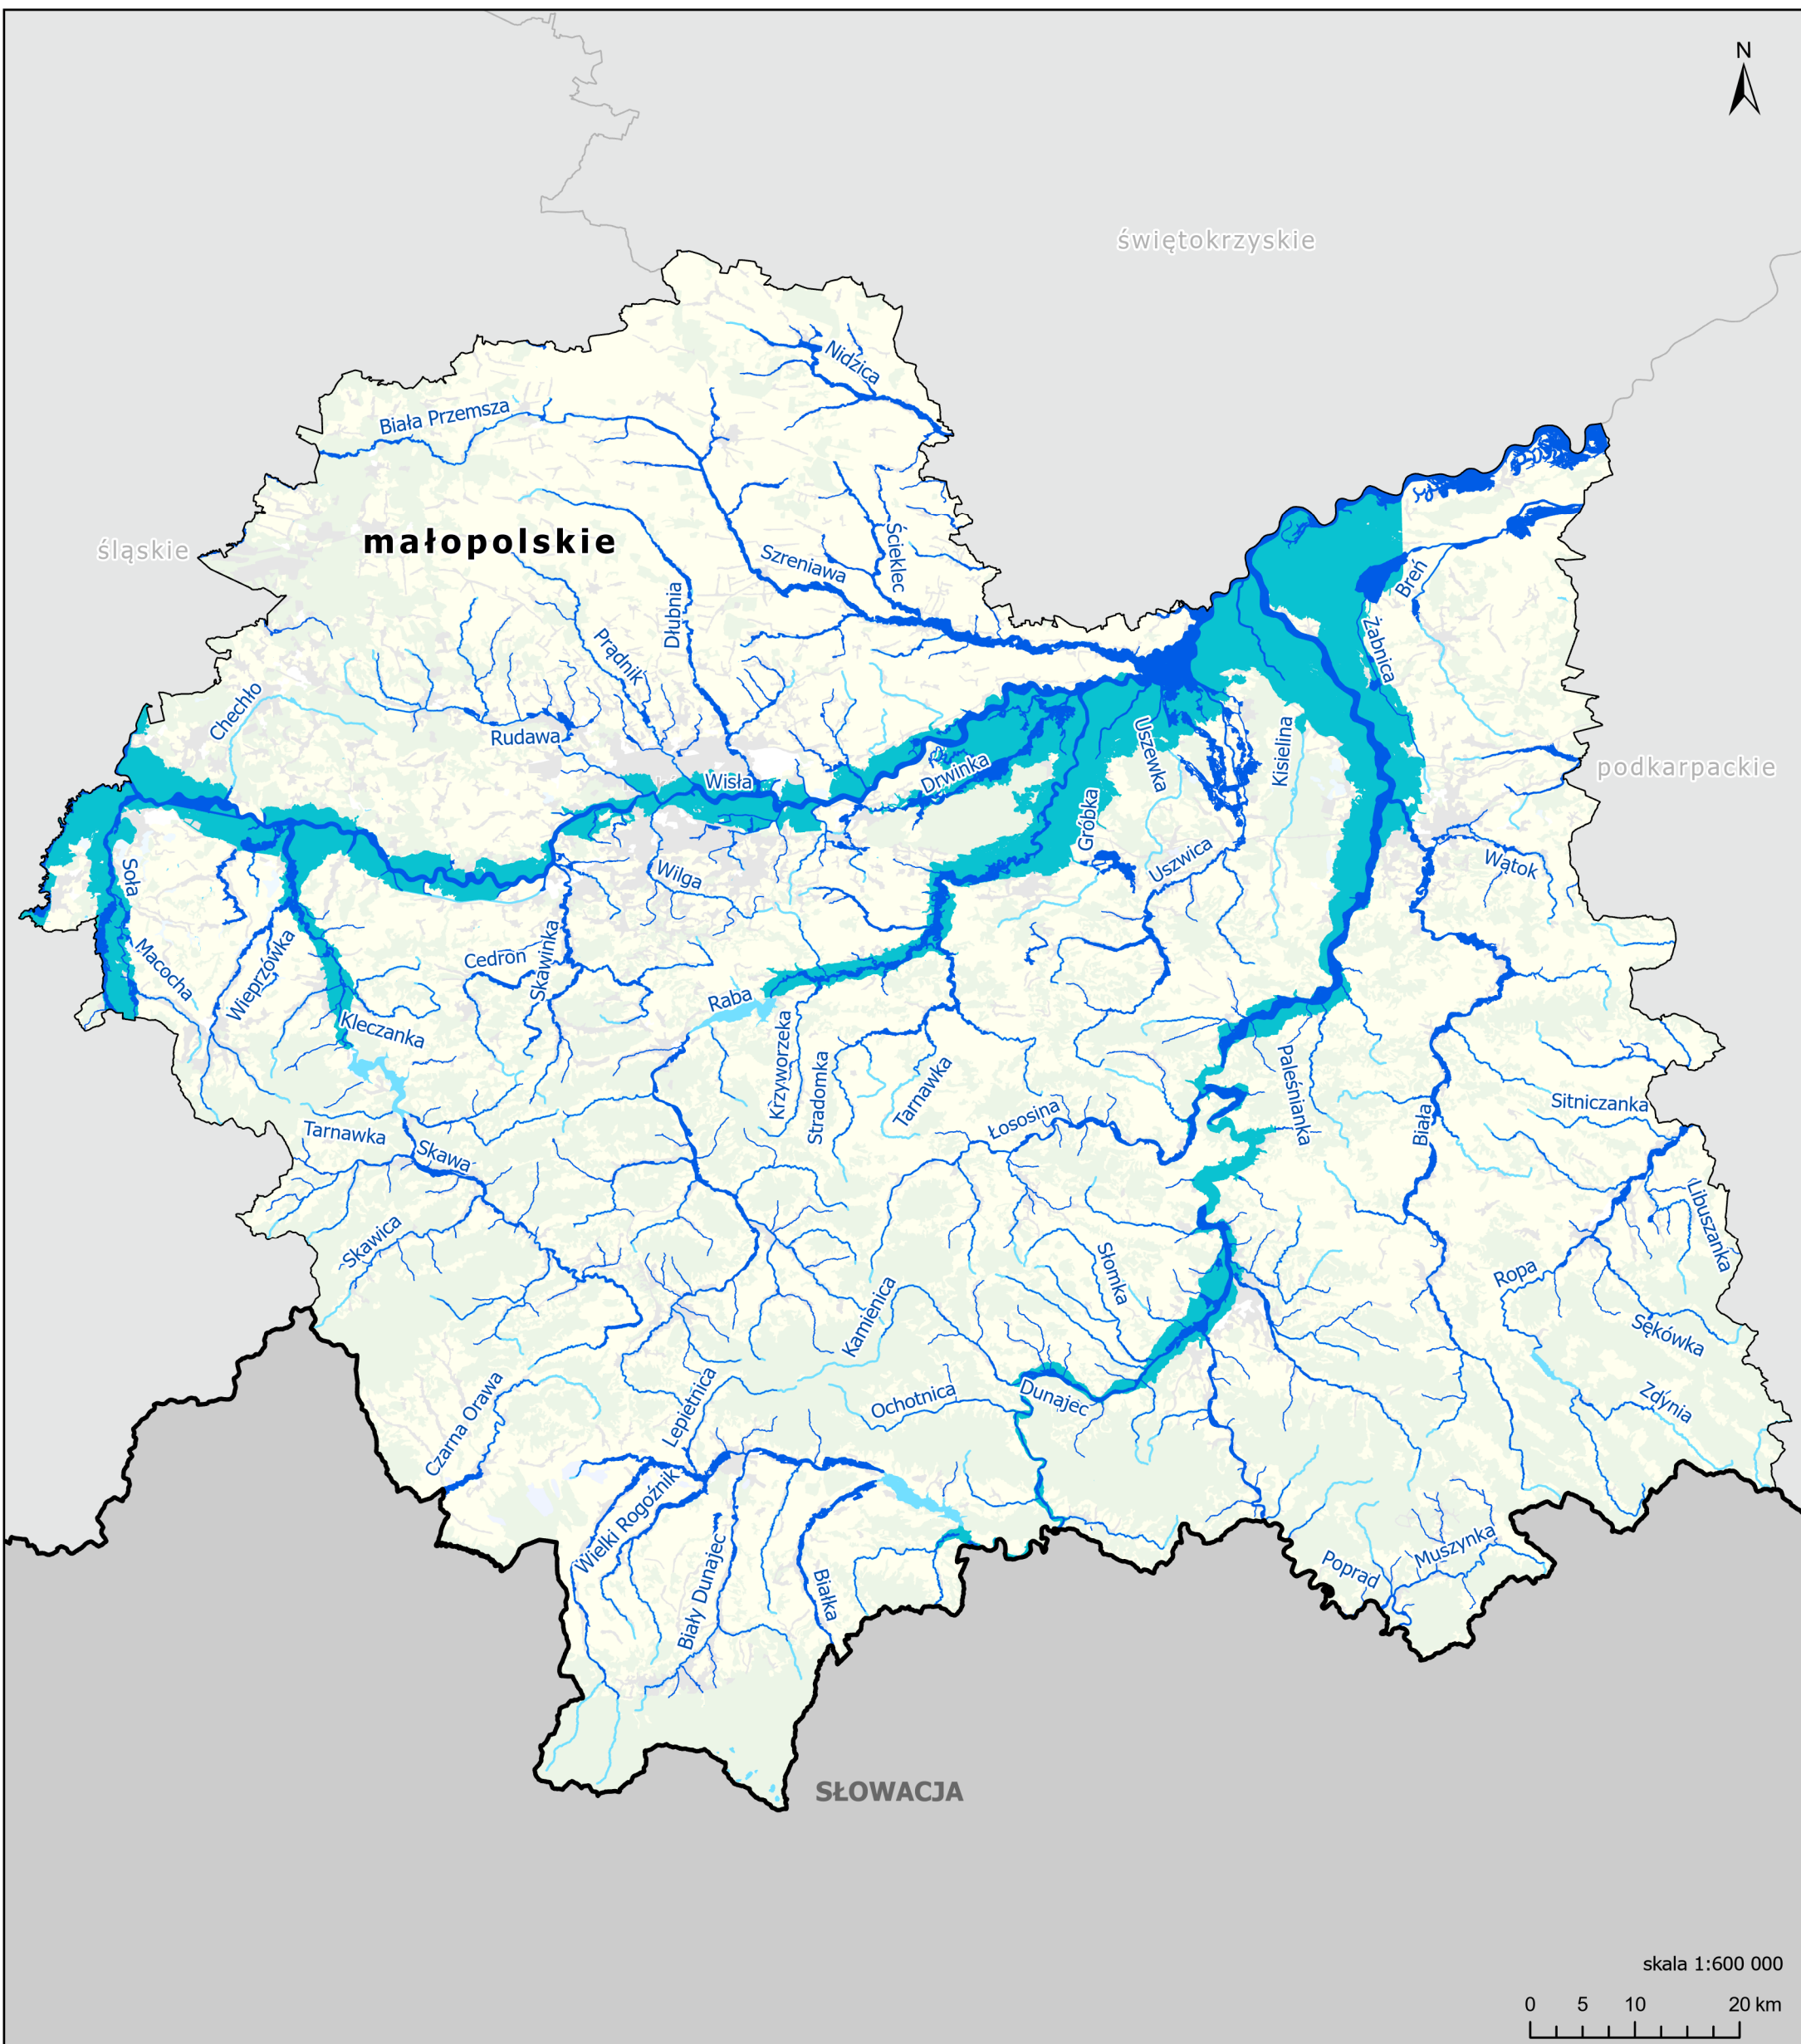 N
świętokrzyskie
Nidzica
Biała Przemsza
śląskie
małopolskie
Szreniawa
Ścieklec
Dłubnia
Prądnik
Breń
Żabnica
Chechło
Rudawa
Wisła
Drwinka
Uszewka
Kisielina
podkarpackie
Gróbka
Uszwica
Wątok
Soła
Wilga
Macocha
Wieprzówka
Cedron
Skawinka
Raba
Kleczanka
Krzyworzeka
Stradomka
Tarnawka
Łososina
Paleśnianka
Biała
Sitniczanka
Tarnawka
Skawa
Skawica
Słomka
Libuszanka
Ropa
Kamienica
Sękówka
Czarna Orawa
Lepietnica
Ochotnica
Dunajec
Zdynia
Wielki Rogoźnik
Biały Dunajec
Białka
Poprad
Muszynka
SŁOWACJA
skala 1:600 000
0 5 10 20 km